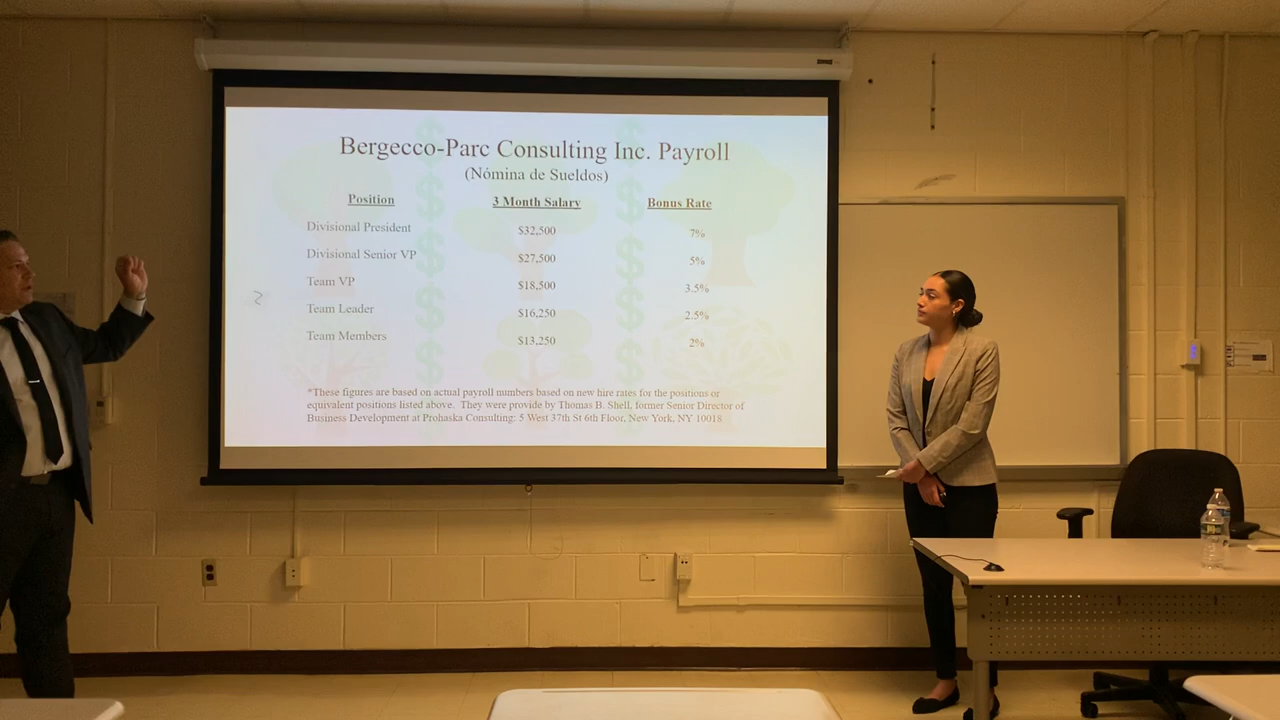 Bergecco-Parc Consulting Inc. Payroll
(Nómina de Sueldos)
Position 3 Month Salary Bonus Rate
Divisional President $32,500 7%
Divisional Senior VP $27,500 5%
Team VP $18,500 3.5%
Team Leader $16,250 2.5%
Team Members $13,250 2%
*These figures are based on actual payroll numbers based on new hire rates for the positions or
equivalent positions listed above. They were provide by Thomas B. Shell, former Senior Director of
Business Development at Prohaska Consulting: 5 West 37th St 6th Floor, New York, NY 10018